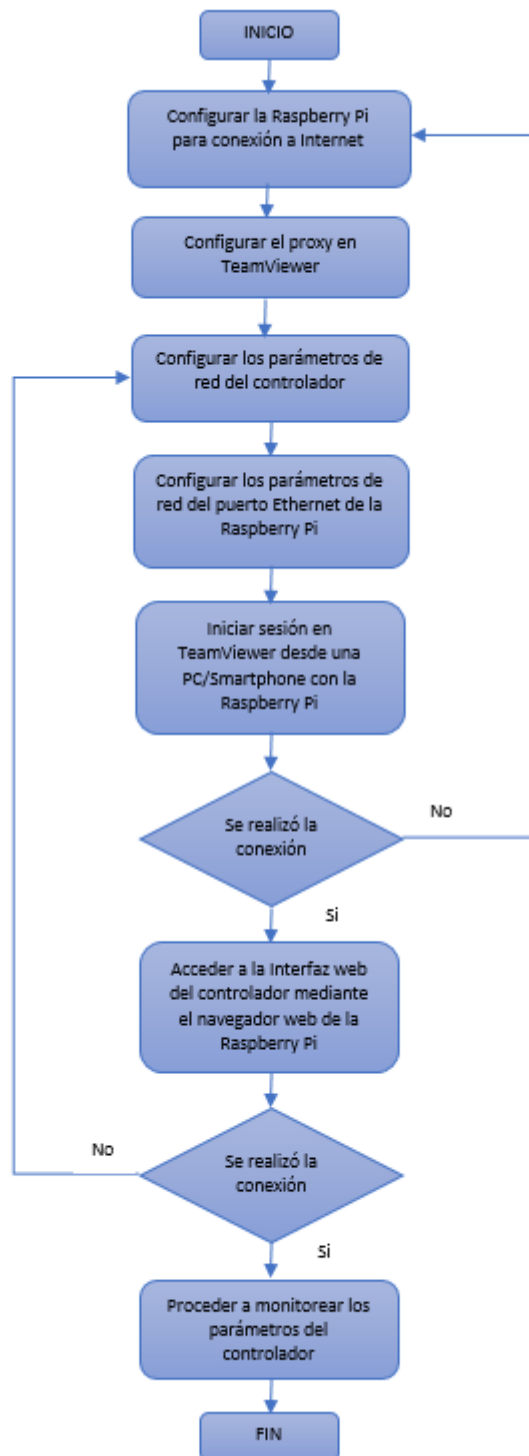 INICIO
Configurar la Raspberry Pi
para conexión a Internet
Configurar el proxy en
TeamViewer
Configurar los parámetros de
red del controlador
Configurar los parámetros de
red del puerto Ethernet de la
Raspberry Pi
Iniciar sesión en
TeamViewer desde una
PC/Smartphone con la
Raspberry Pi
Se realizó la
conexión
No
Si
Acceder a la Interfaz web
del controlador mediante
el navegador web de la
Raspberry Pi
No
Se realizó la
conexión
Si
Proceder a monitorear los
parámetros del
controlador
FIN